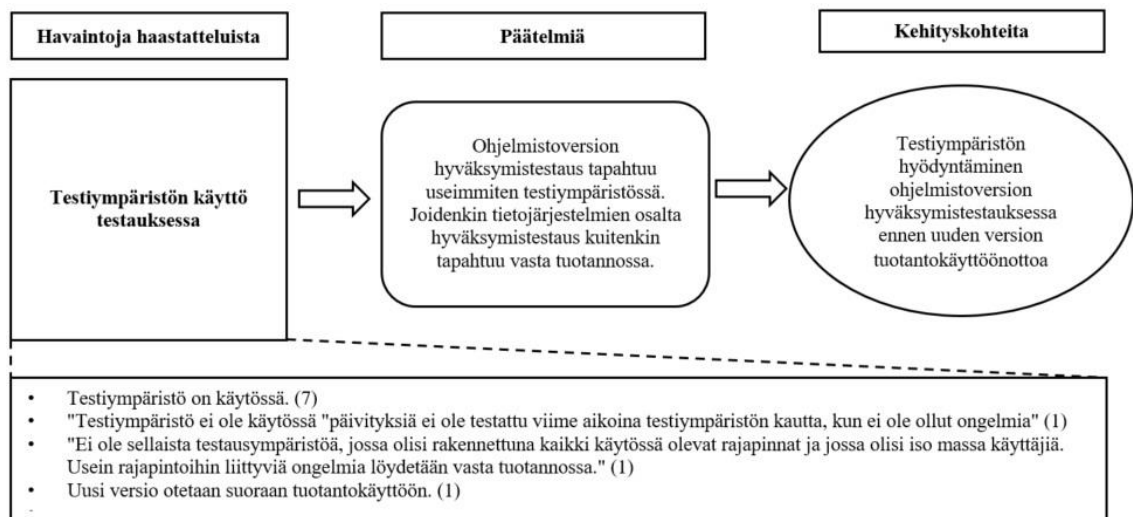 Havaintoja haastatteluista
Päätelmiä
Kehityskohteita
Testiympäristön käyttö
testauksessa
Ohjelmistoversion
hyväksymistestaus tapahtuu
useimmiten testiympäristössä.
Joidenkin tietojärjestelmien osalta
hyväksymistestaus kuitenkin
tapahtuu vasta tuotannossa.
Testiympäristön
hyödyntäminen
ohjelmistoversion
hyväksymistestauksessa
ennen uuden version
tuotantokäyttöönottoa
• Testiympäristö on käytössä. (7)
• "Testiympäristö ei ole käytössä "päivityksiä ei ole testattu viime aikoina testiympäristön kautta, kun ei ole ollut ongelmia" (1)
• "Ei ole sellaista testausympäristöä, jossa olisi rakennettuna kaikki käytössä olevat rajapinnat ja jossa olisi iso massa käyttäjiä.
Usein rajapintoihin liittyviä ongelmia löydetään vasta tuotannossa." (1)
• Uusi versio otetaan suoraan tuotantokäyttöön. (1)